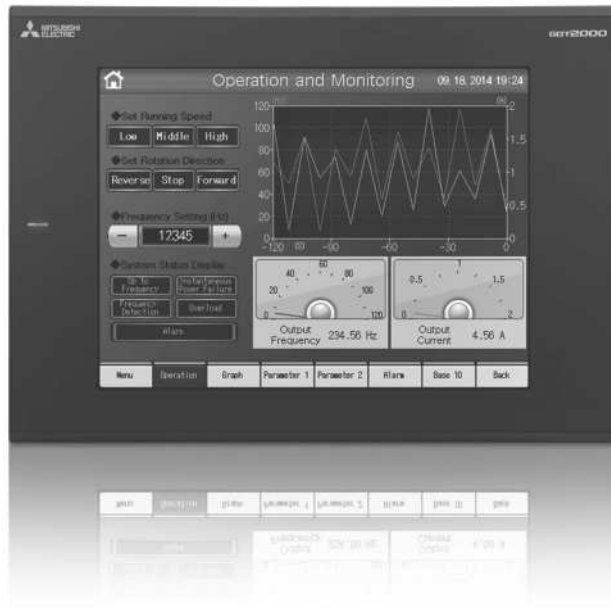 MITSUBISHI
ELECTRIC
GOT2000
Operation and Monitoring 09. 18. 2014 19:24
◆Set Running Speed
Low Middle High
◆Set Rotation Direction
Reverse Stop Forward
◆Frequency Setting (Hz)
− 12345 +
◆System Status Display
Up to
Frequency
Instantaneous
Power Failure
Frequency
Detection
Overload
Alarm
120
100
80
60
40
20
0
2
1.5
1
0.5
0
-120 -90 -60 -30 0
0 20 40 60 80 100 120
Output
Frequency 234.56 Hz
0 0.5 1 1.5 2
Output
Current 4.56 A
Menu Operation Graph Parameter 1 Parameter 2 Alarm Base 10 Back